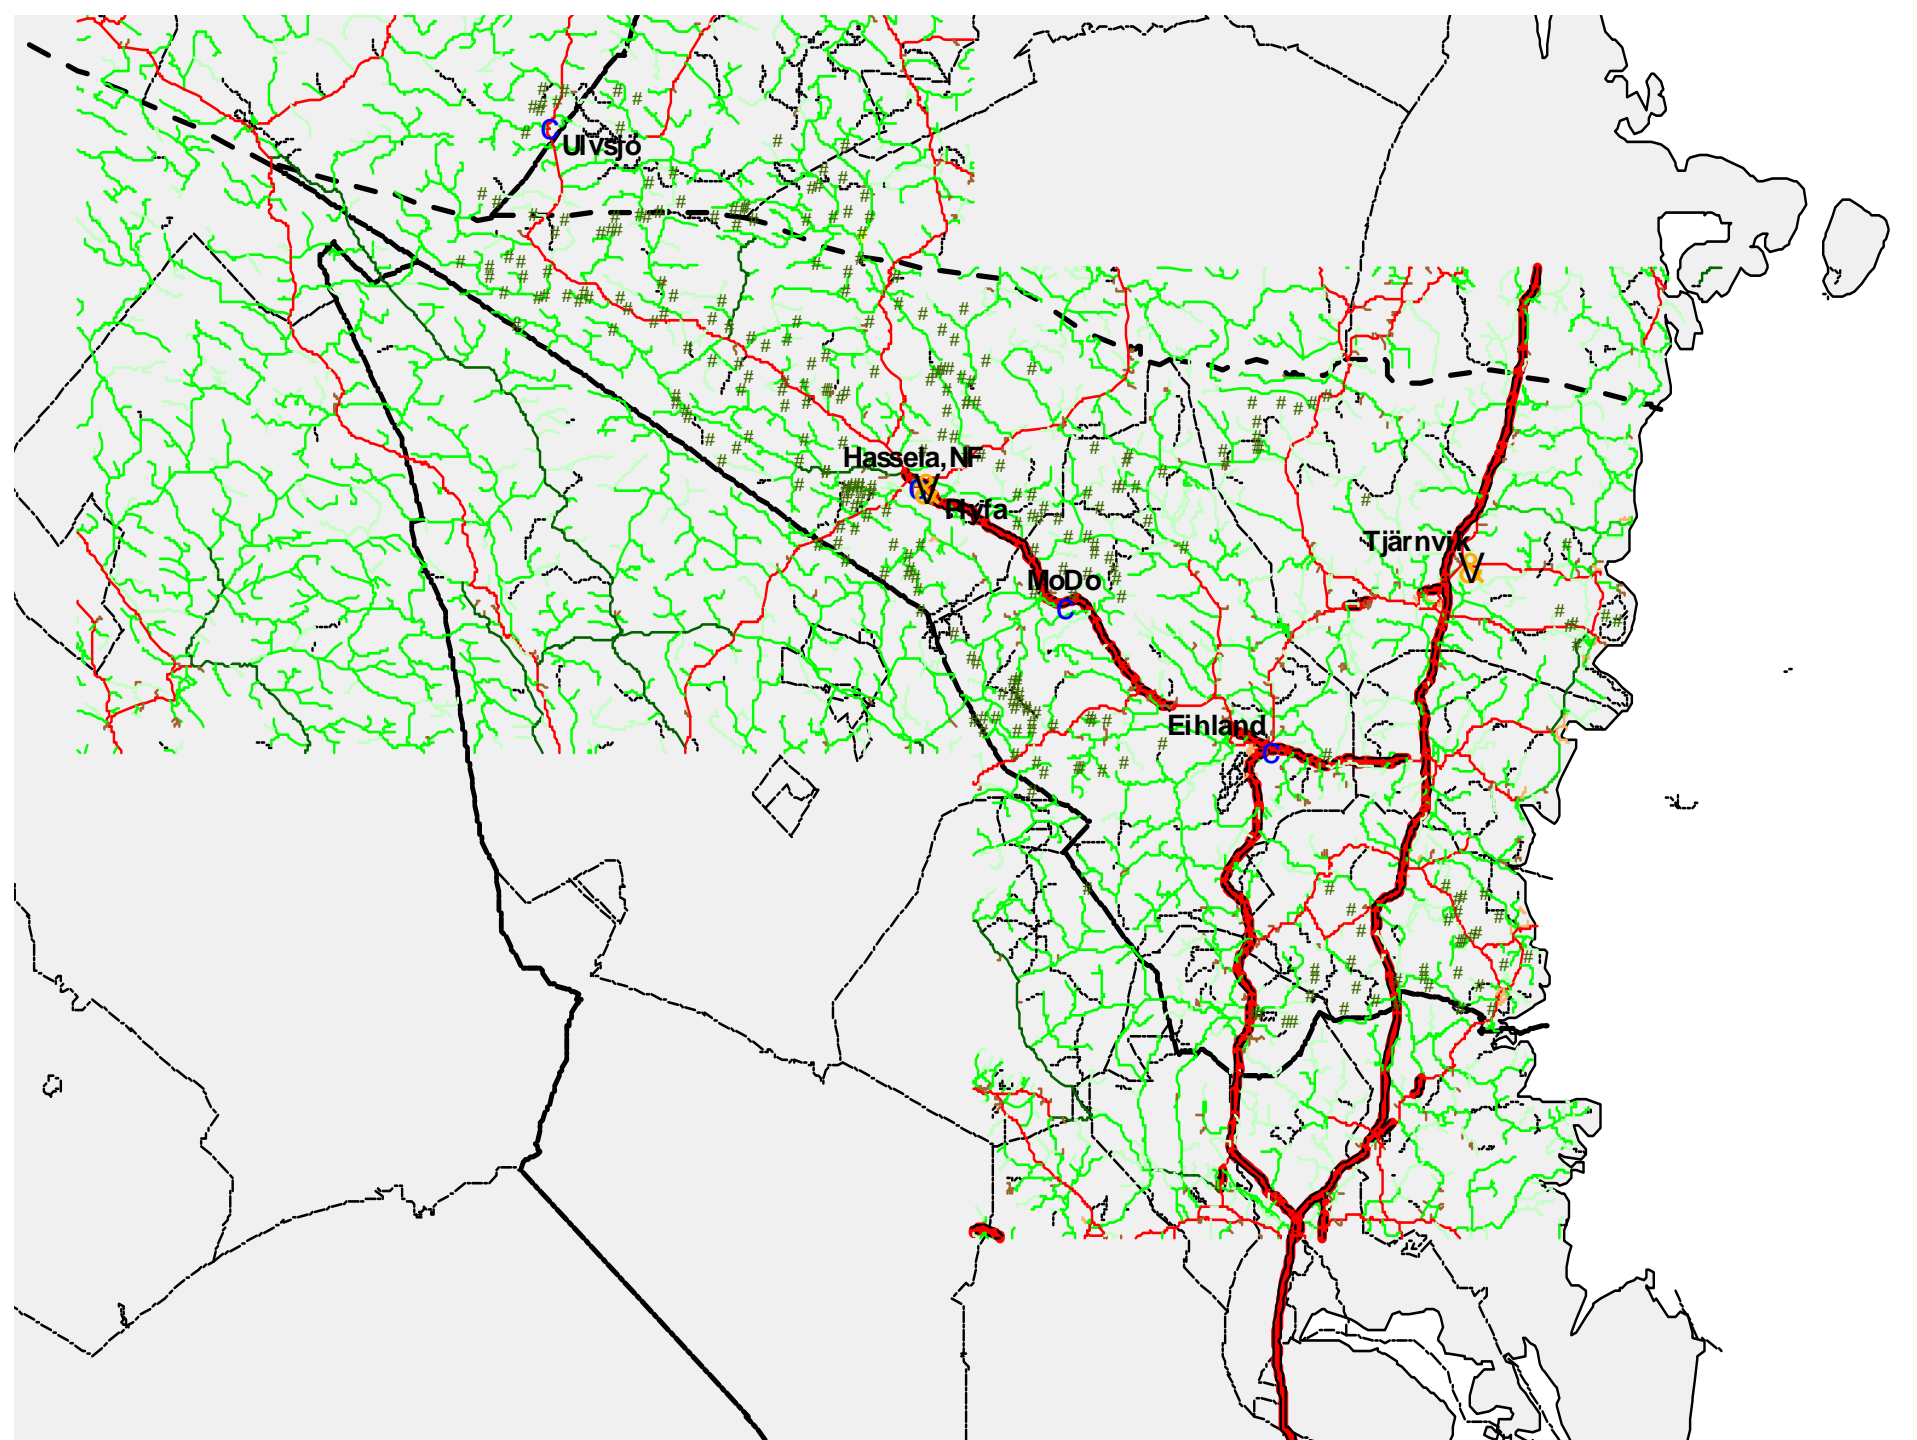 Ulvsjö
Hassela,NF
C
V
Hyfa
Tjärnvik
V
MoDo
C
Eihland
C